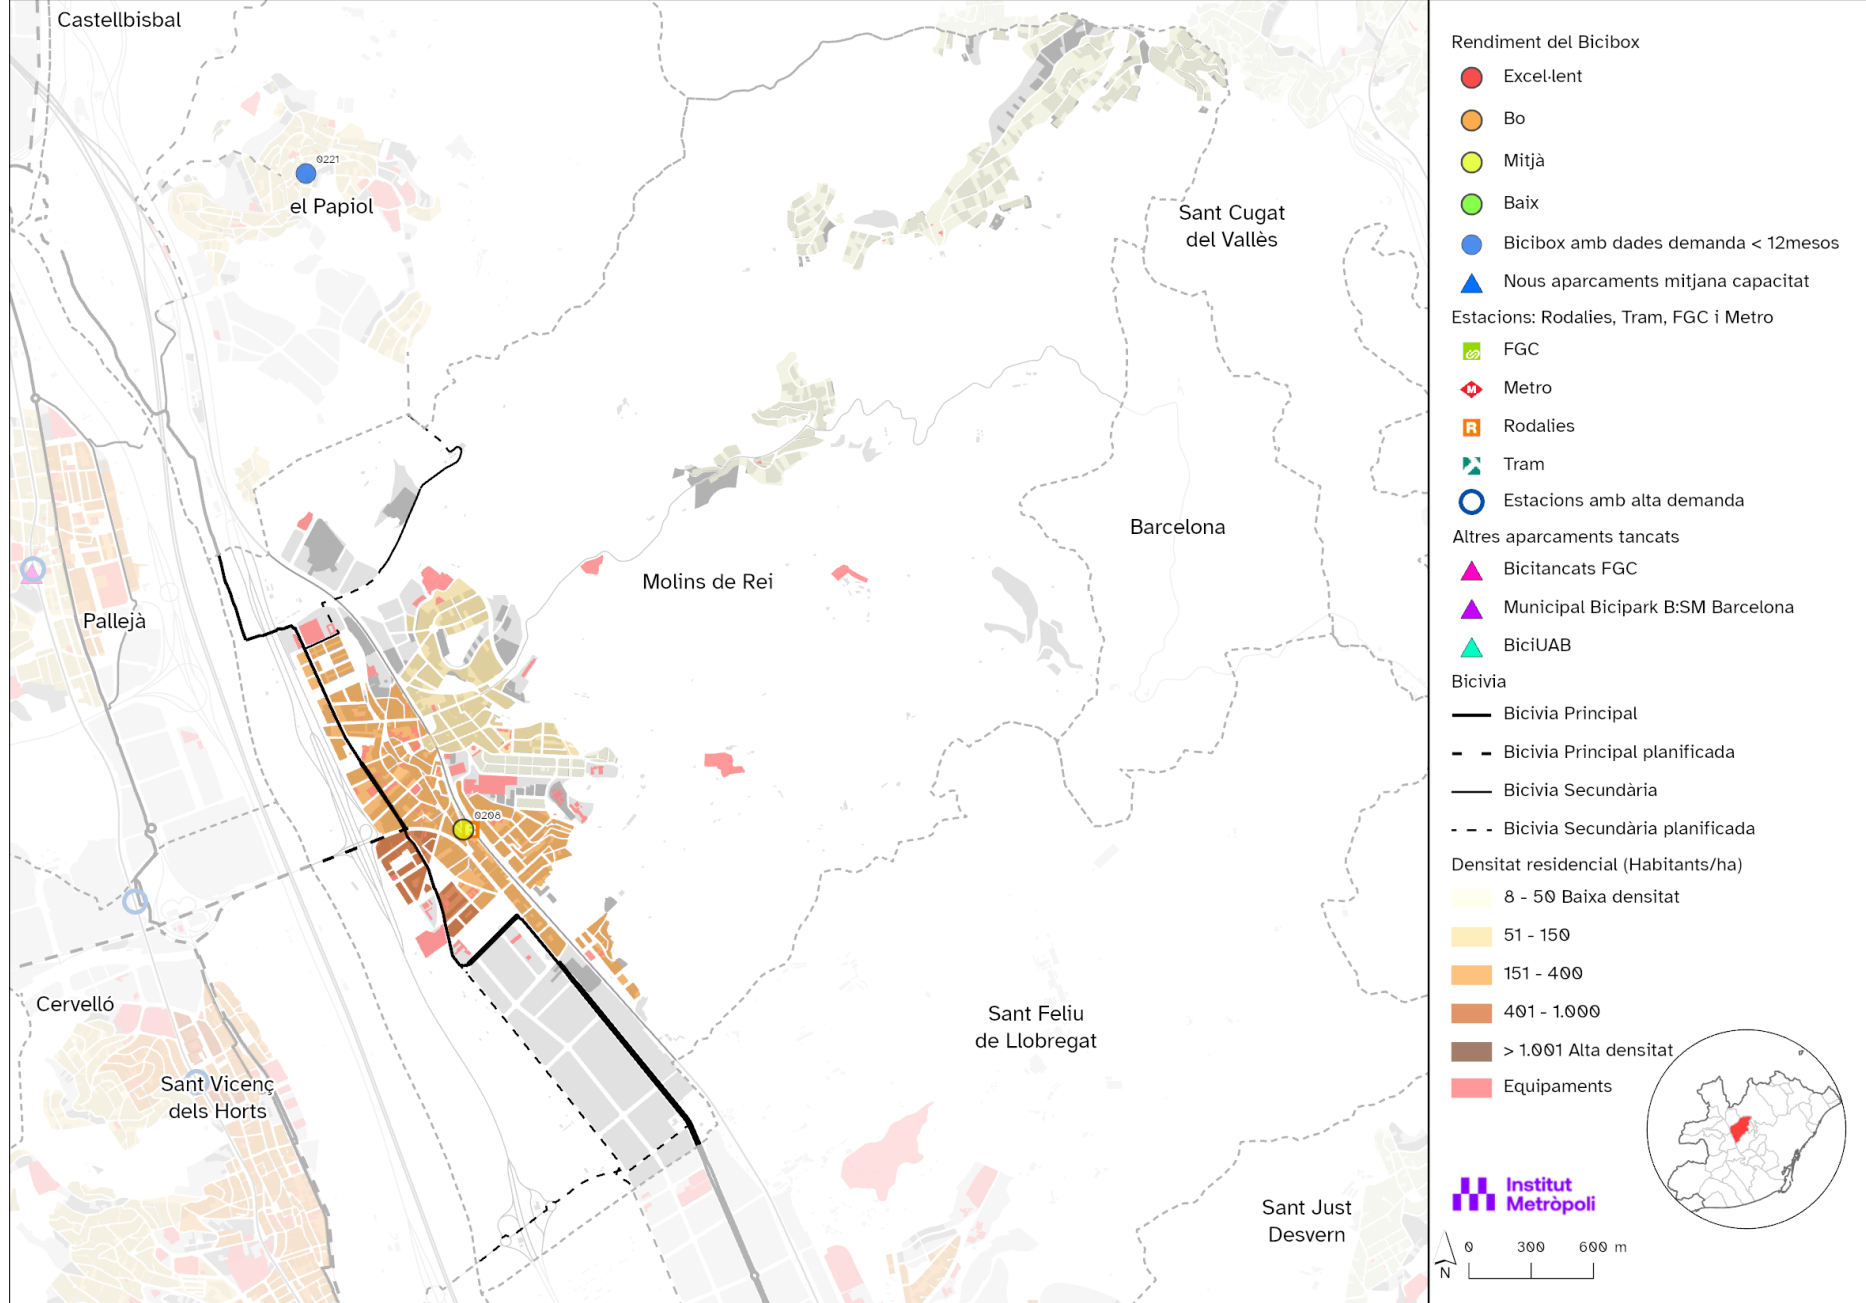 Castellbisbal
0221
el Papiol
Sant Cugat
del Vallès
Barcelona
Molins de Rei
Pallejà
0208
Cervelló
Sant Feliu
de Llobregat
Sant Vicenç
dels Horts
Sant Just
Desvern
Rendiment del Bicibox
Excel·lent
Bo
Mitjà
Baix
Bicibox amb dades demanda < 12mesos
Nous aparcaments mitjana capacitat
Estacions: Rodalies, Tram, FGC i Metro
FGC
M Metro
R Rodalies
Tram
Estacions amb alta demanda
Altres aparcaments tancats
Bicitancats FGC
Municipal Bicipark B:SM Barcelona
BiciUAB
Bicivia
Bicivia Principal
Bicivia Principal planificada
Bicivia Secundària
Bicivia Secundària planificada
Densitat residencial (Habitants/ha)
8 - 50 Baixa densitat
51 - 150
151 - 400
401 - 1.000
> 1.001 Alta densitat
Equipaments
Institut
Metròpoli
N
0 300 600 m